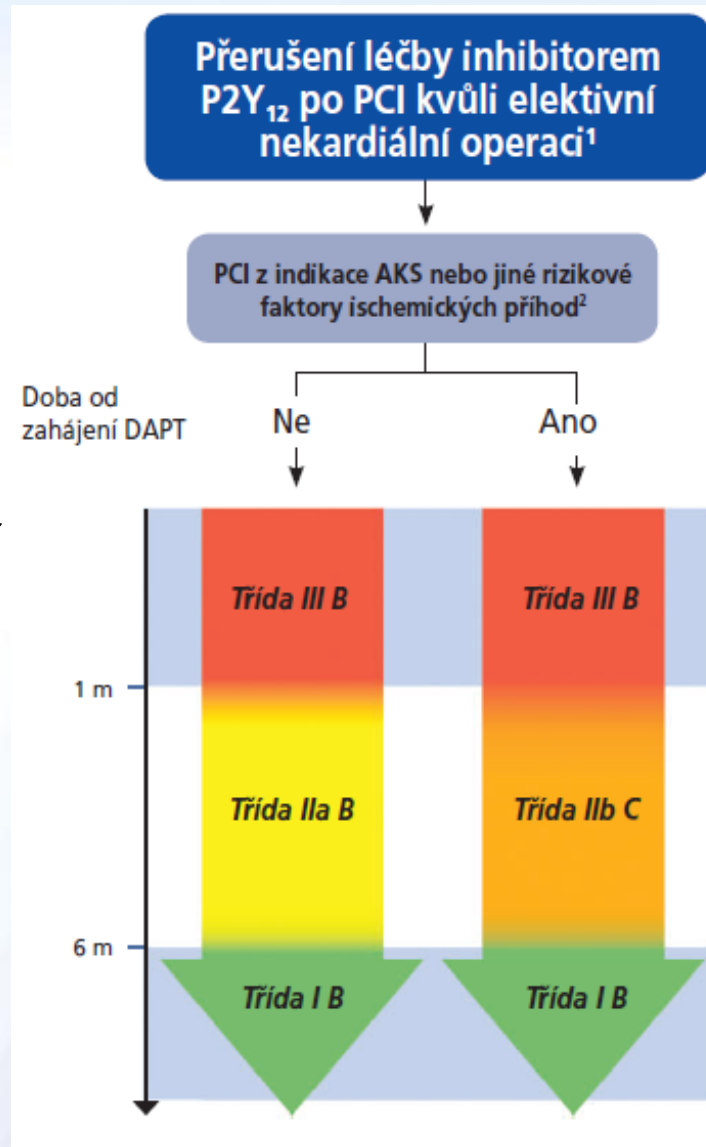 Přerušení léčby inhibitorem
P2Y₁₂ po PCI kvůli elektivní
nekardiální operaci¹
PCI z indikace AKS nebo jiné rizikové
faktory ischemických příhod²
Doba od
zahájení DAPT
Ne
Ano
Třída III B
Třída III B
1 m
Třída IIa B
Třída IIb C
6 m
Třída I B
Třída I B